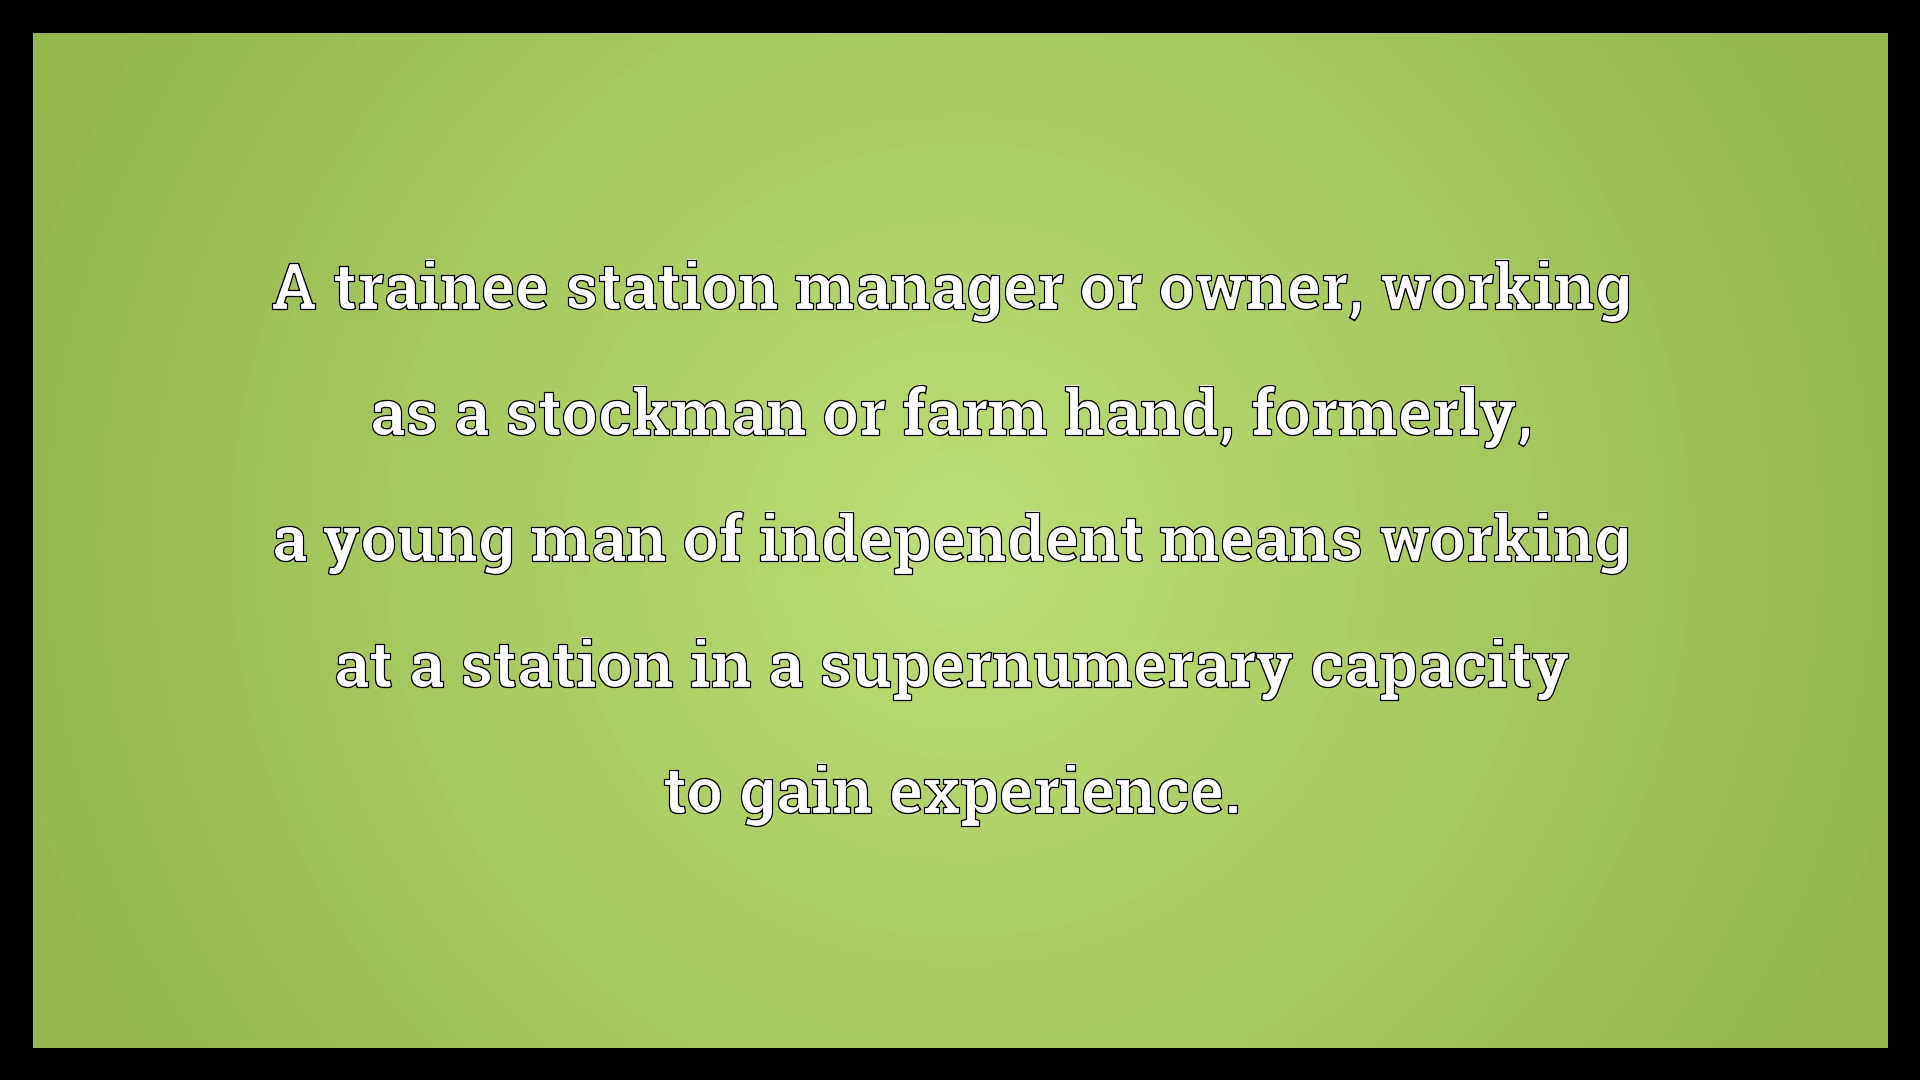 A trainee station manager or owner, working
as a stockman or farm hand, formerly,
a young man of independent means working
at a station in a supernumerary capacity
to gain experience.